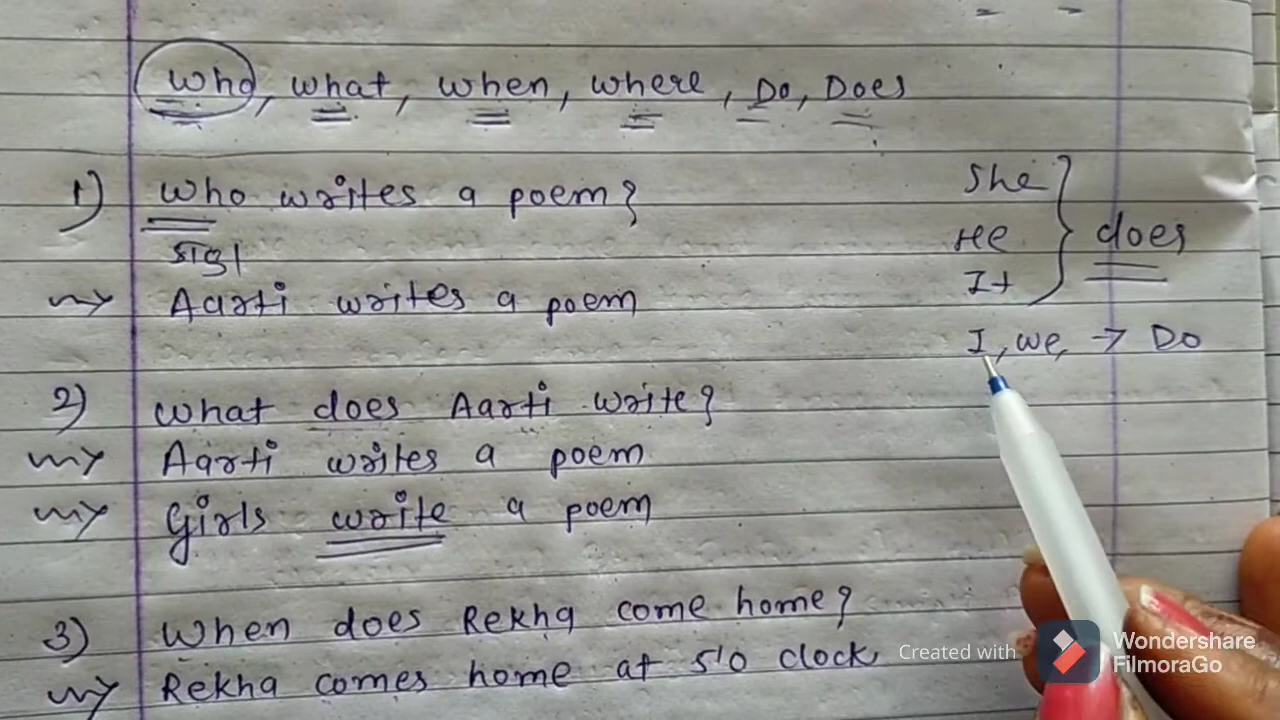 Who, what, when, where, Do, Does
1) Who writes a poem?
Aarti writes a poem
2) What does Aarti write?
Aarti writes a poem
Girls write a poem
3) When does Rekha come home?
Rekha comes home at 5'0 clock
She
He
It
does
I, we, → Do
Created with Wondershare FilmoraGo